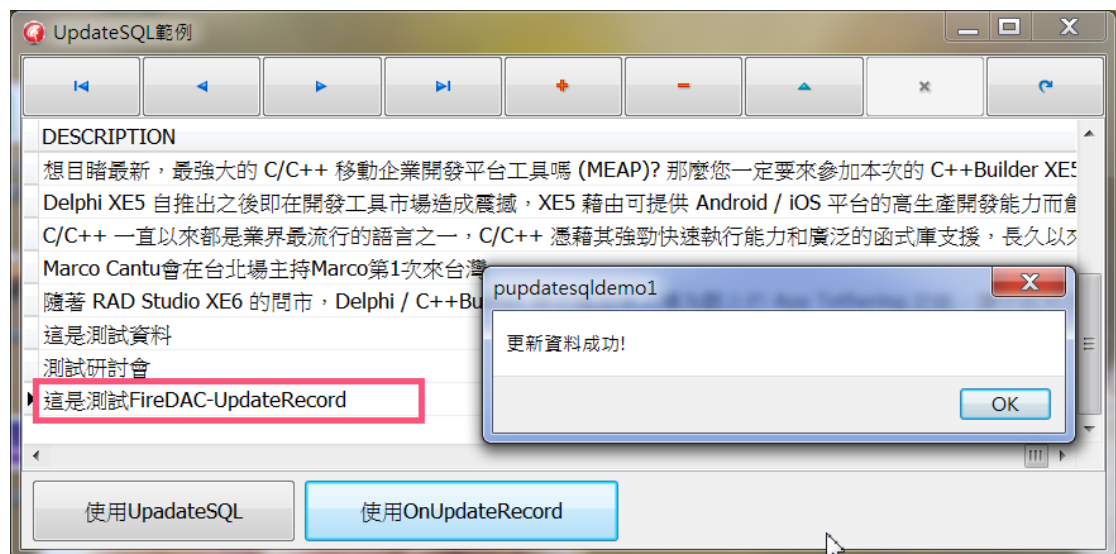 UpdateSQL範例
DESCRIPTION
想目睹最新，最強大的 C/C++ 移動企業開發平台工具嗎 (MEAP)? 那麼您一定要來參加本次的 C++Builder XE5
Delphi XE5 自推出之後即在開發工具市場造成震撼，XE5 藉由可提供 Android / iOS 平台的高生產開發能力而創
C/C++ 一直以來都是業界最流行的語言之一，C/C++ 憑藉其強勁快速執行能力和廣泛的函式庫支援，長久以
Marco Cantu會在台北場主持Marco第1次來台灣
隨著 RAD Studio XE6 的問市，Delphi / C++Bu
這是測試資料
測試研討會
這是測試FireDAC-UpdateRecord
pupdatesqldemo1
更新資料成功!
OK
使用UpadateSQL
使用OnUpdateRecord